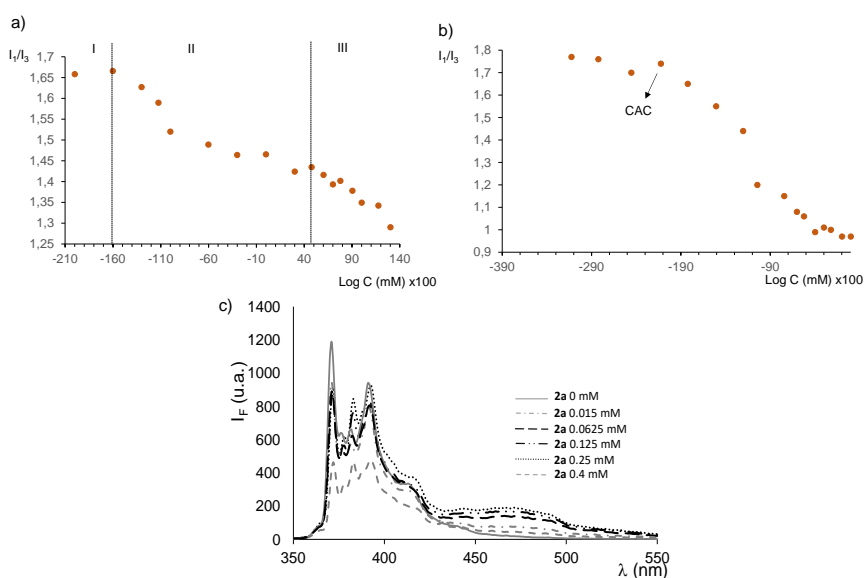 a)
I II III
I1/I3
1,7
1,65
1,6
1,55
1,5
1,45
1,4
1,35
1,3
1,25
-210 -160 -110 -60 -10 40 90 140
Log C (mM) x100
b)
I1/I3
1,8
1,7
1,6
1,5
1,4
1,3
1,2
1,1
1
0,9
CAC
-390 -290 -190 -90
Log C (mM) x100
c)
IF (u.a.)
1400
1200
1000
800
600
400
200
0
350 400 450 500 550
λ (nm)
2a 0 mM
2a 0.015 mM
2a 0.0625 mM
2a 0.125 mM
2a 0.25 mM
2a 0.4 mM